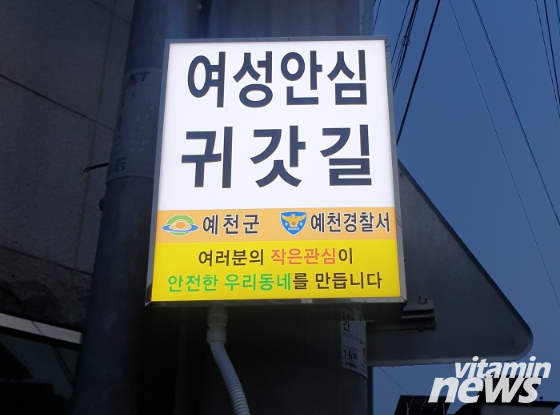 여성안심
귀갓길
예천군 예천경찰서
여러분의 작은관심이
안전한 우리동네를 만듭니다
KT
vitamin
news